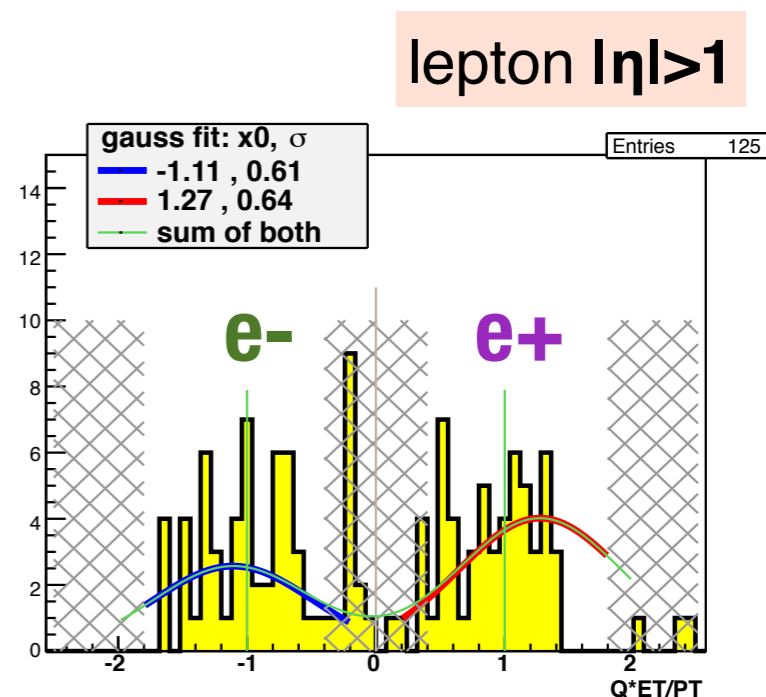 lepton |η|>1
gauss fit: x0, σ
-1.11 , 0.61
1.27 , 0.64
sum of both
Entries 125
14
12
10
8
6
4
2
0
e- e+
-2 -1 0 1 2
Q*ET/PT